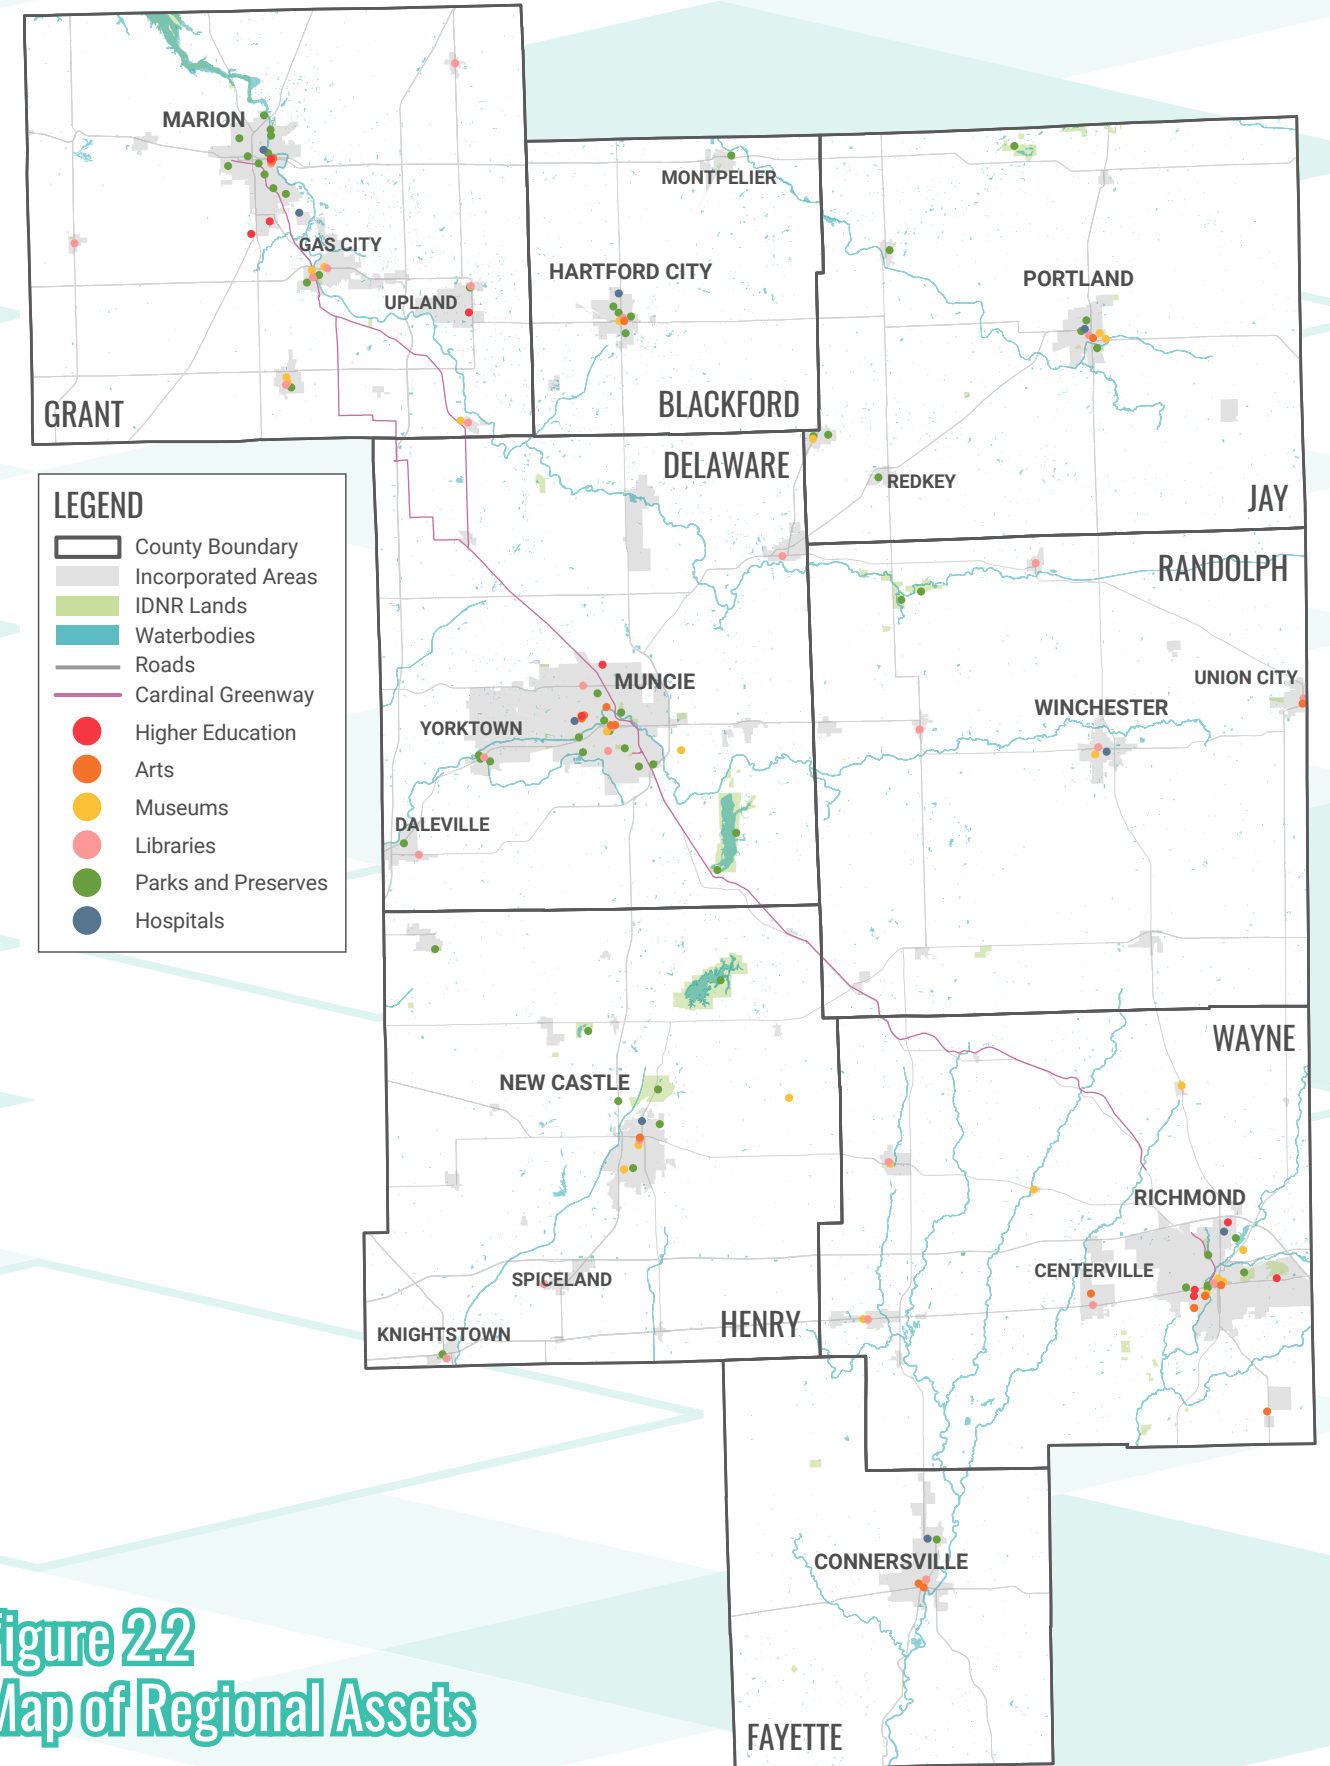 MARION
MONTPELIER
GAS CITY
HARTFORD CITY
PORTLAND
UPLAND
GRANT
BLACKFORD
DELAWARE
REDKEY
JAY
LEGEND
County Boundary
Incorporated Areas
IDNR Lands
Waterbodies
Roads
Cardinal Greenway
Higher Education
Arts
Museums
Libraries
Parks and Preserves
Hospitals
RANDOLPH
MUNCIE
UNION CITY
WINCHESTER
YORKTOWN
DALEVILLE
WAYNE
NEW CASTLE
RICHMOND
CENTERVILLE
SPICELAND
KNIGHTSTOWN
HENRY
CONNERSVILLE
FAYETTE
Figure 2.2
Map of Regional Assets